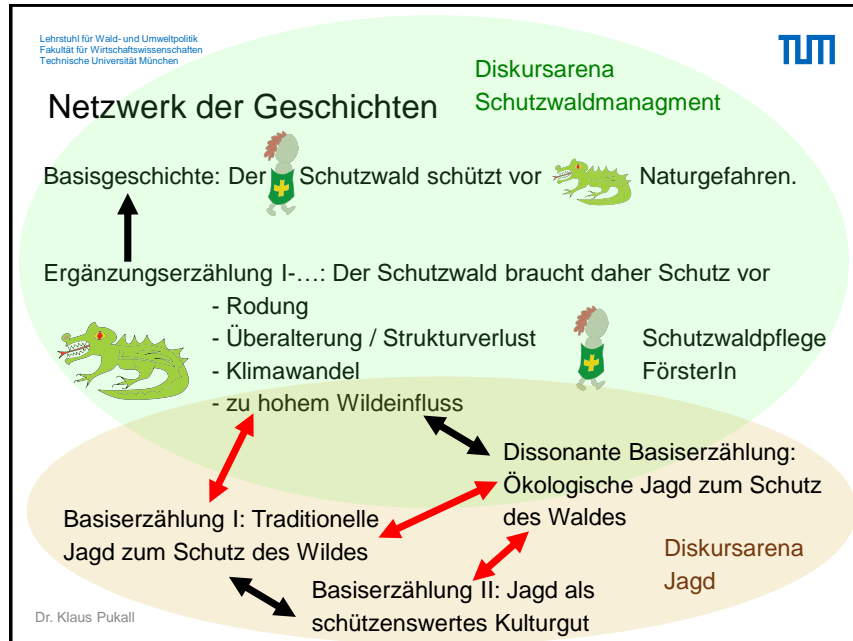 Lehrstuhl für Wald- und Umweltpolitik
Fakultät für Wirtschaftswissenschaften
Technische Universität München
TUM
Diskursarena
Schutzwaldmanagment
Netzwerk der Geschichten
Basisgeschichte: Der Schutzwald schützt vor Naturgefahren.
Ergänzungserzählung I-…: Der Schutzwald braucht daher Schutz vor
- Rodung
- Überalterung / Strukturverlust
- Klimawandel
- zu hohem Wildeinfluss
Schutzwaldpflege
FörsterIn
Dissonante Basiserzählung:
Ökologische Jagd zum Schutz
des Waldes
Basiserzählung I: Traditionelle
Jagd zum Schutz des Wildes
Diskursarena
Jagd
Basiserzählung II: Jagd als
schützenswertes Kulturgut
Dr. Klaus Pukall